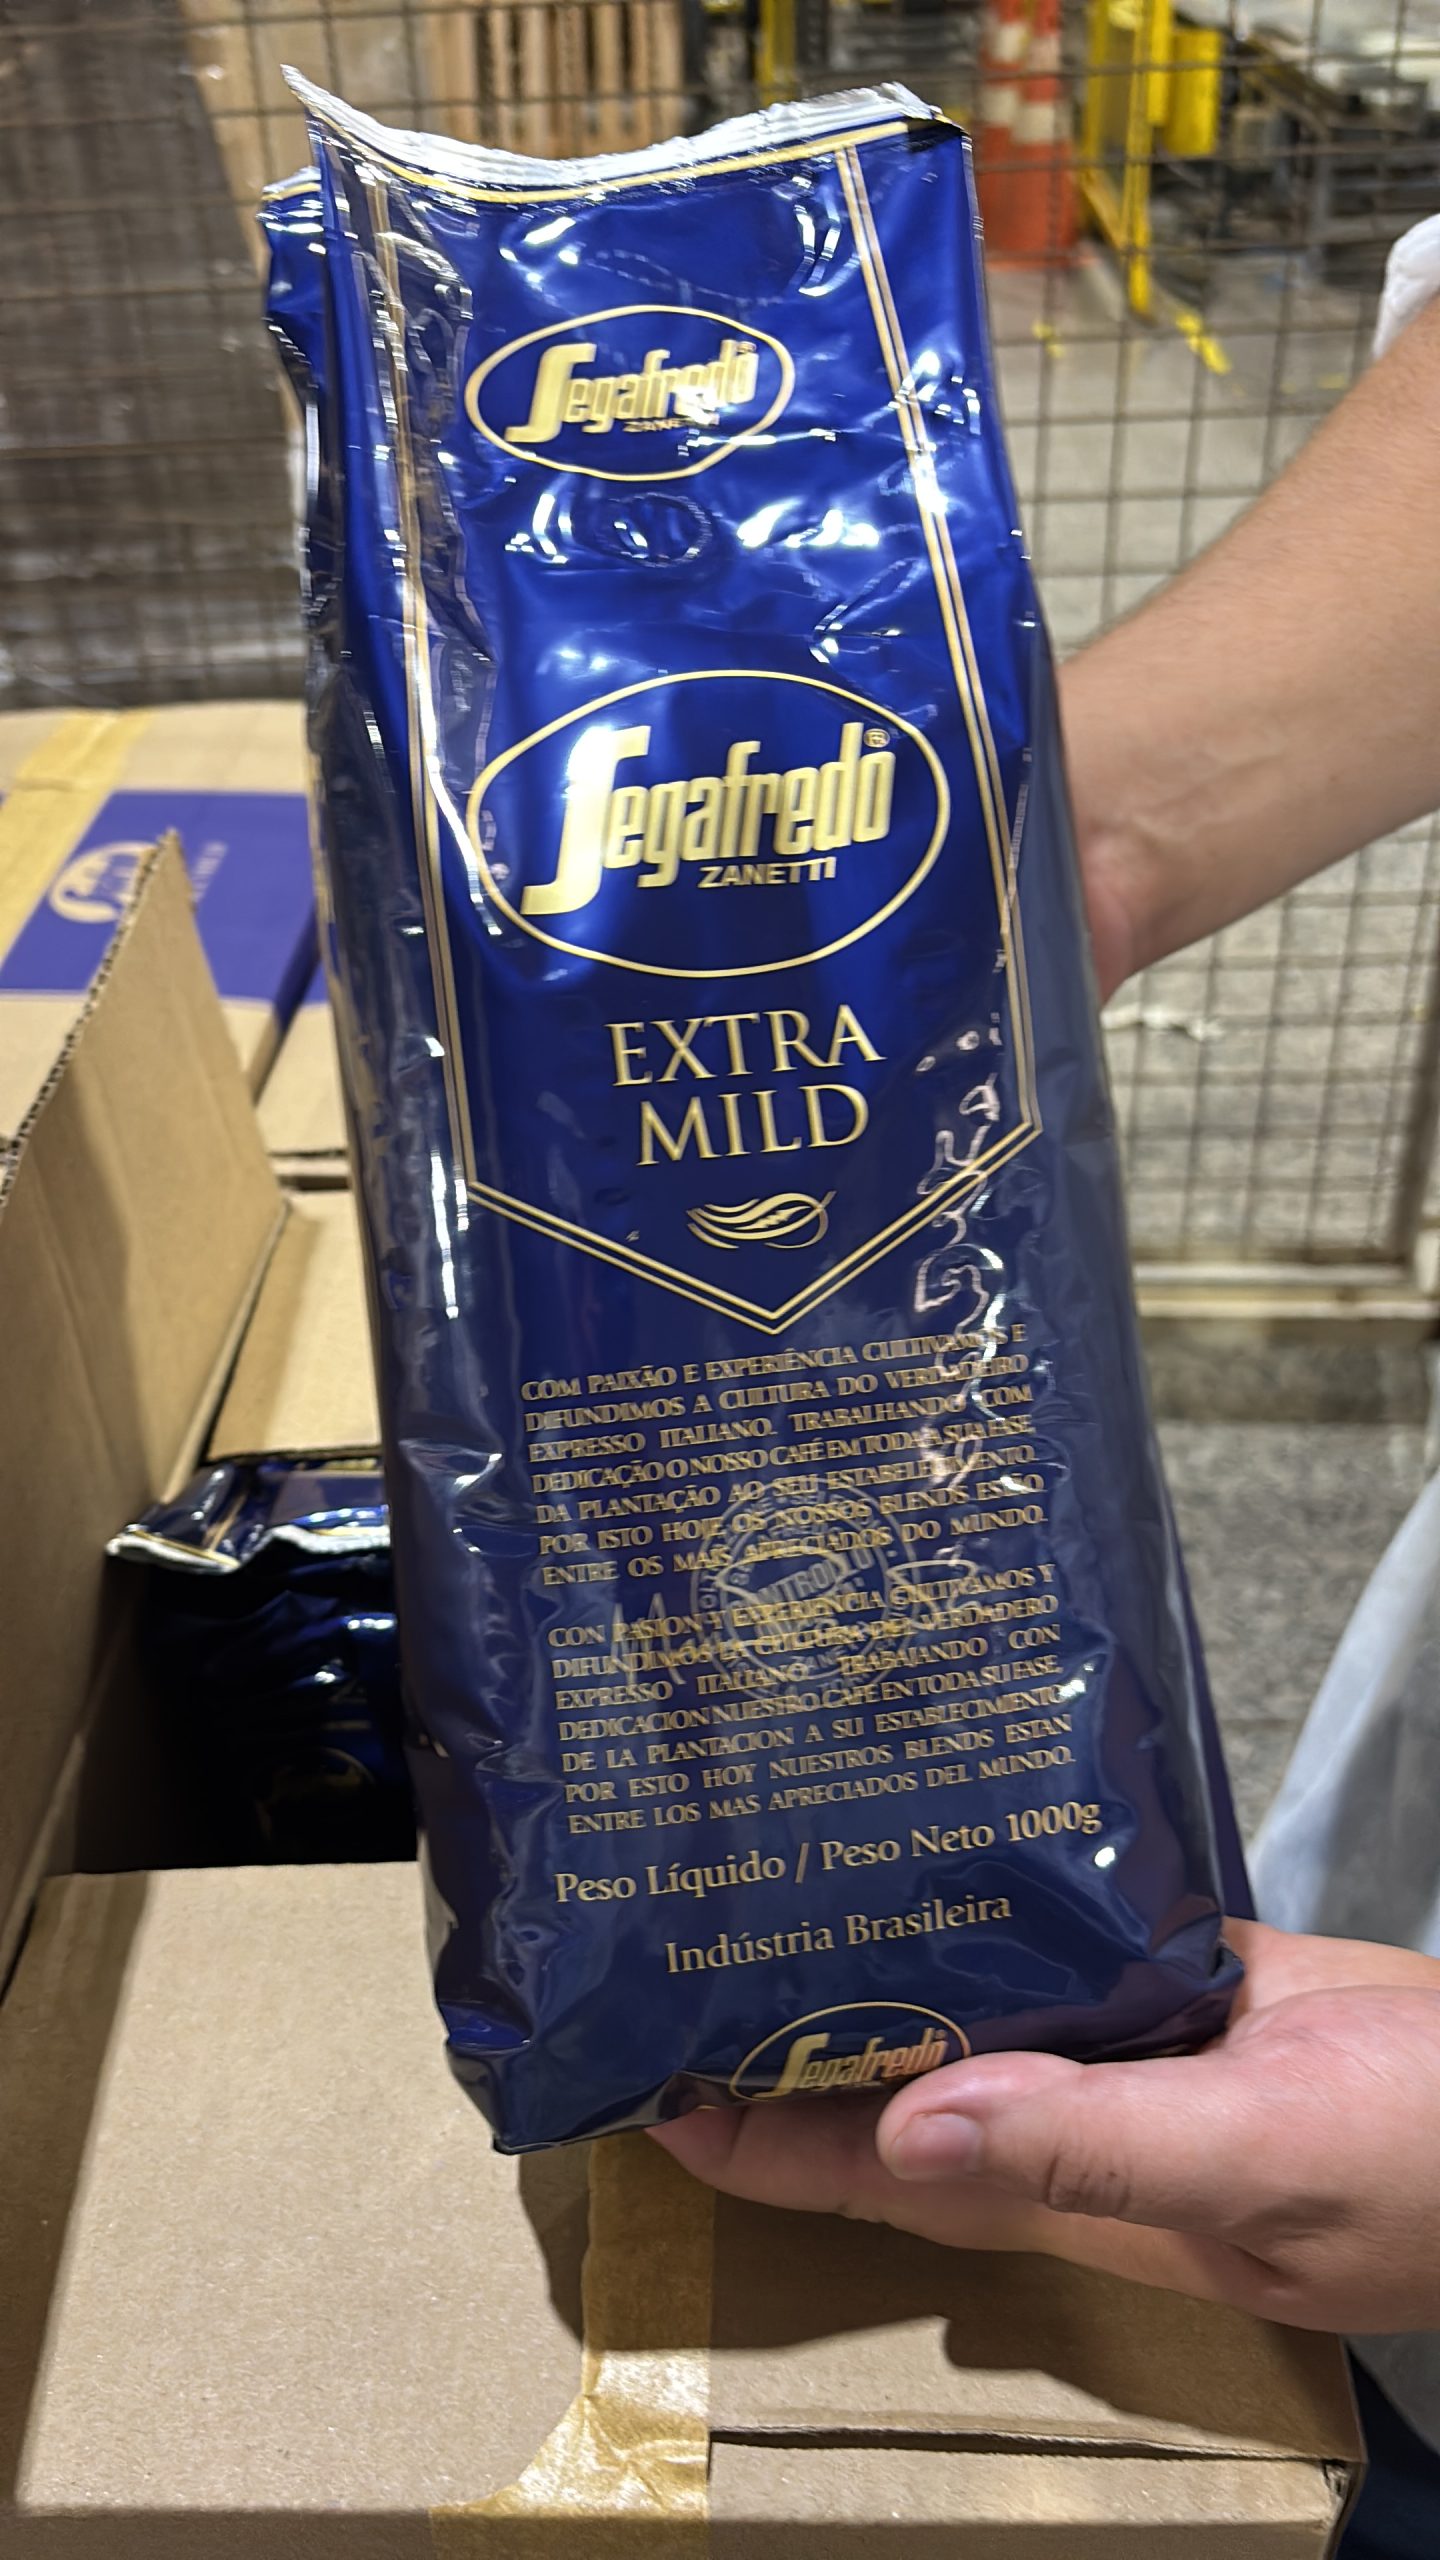 Segafredo®
ZANETTI
Segafredo®
ZANETTI
EXTRA
MILD
COM PAIXÃO E EXPERIÊNCIA CULTIVAMOS E
DIFUNDIMOS A CULTURA DO VERDADEIRO
EXPRESSO ITALIANO. TRABALHANDO COM
DEDICAÇÃO O NOSSO CAFÉ EM TODA A SUA FASE,
DA PLANTAÇÃO AO SEU ESTABELECIMENTO.
POR ISTO HOJE OS NOSSOS BLENDS ESTÃO
ENTRE OS MAIS APRECIADOS DO MUNDO.
CON PASION Y EXPERIENCIA CULTIVAMOS Y
DIFUNDIMOS LA CULTURA DEL VERDADERO
EXPRESSO ITALIANO. TRABAJANDO CON
DEDICACION NUESTRO CAFE EN TODA SU FASE,
DE LA PLANTACION A SU ESTABLECIMIENTO
POR ESTO HOY NUESTROS BLENDS ESTAN
ENTRE LOS MAS APRECIADOS DEL MUNDO.
Peso Líquido / Peso Neto 1000g
Indústria Brasileira
Segafredo